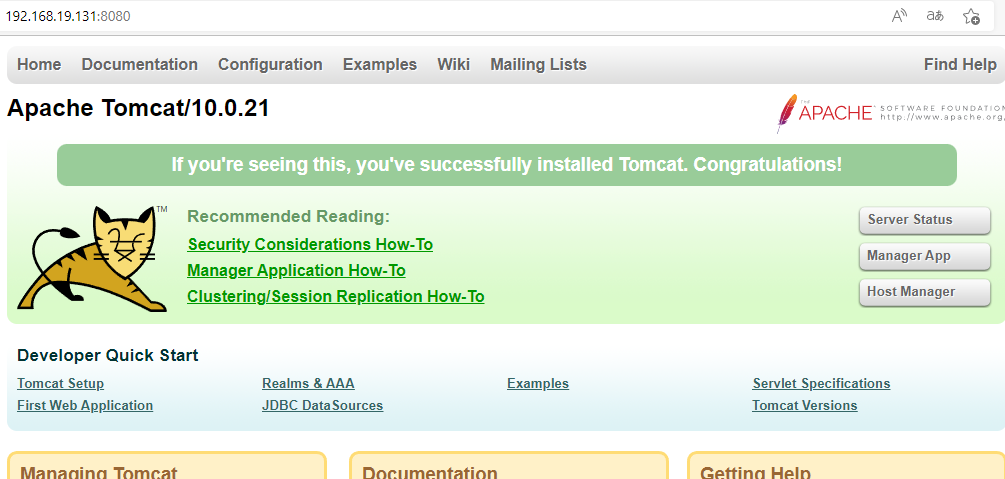 192.168.19.131:8080
Home Documentation Configuration Examples Wiki Mailing Lists Find Help
Apache Tomcat/10.0.21
THE APACHE SOFTWARE FOUNDATION
http://www.apache.org/
If you're seeing this, you've successfully installed Tomcat. Congratulations!
TM
Recommended Reading:
Security Considerations How-To
Manager Application How-To
Clustering/Session Replication How-To
Server Status
Manager App
Host Manager
Developer Quick Start
Tomcat Setup
First Web Application
Realms & AAA
JDBC DataSources
Examples
Servlet Specifications
Tomcat Versions
Managing Tomcat
Documentation
Getting Help